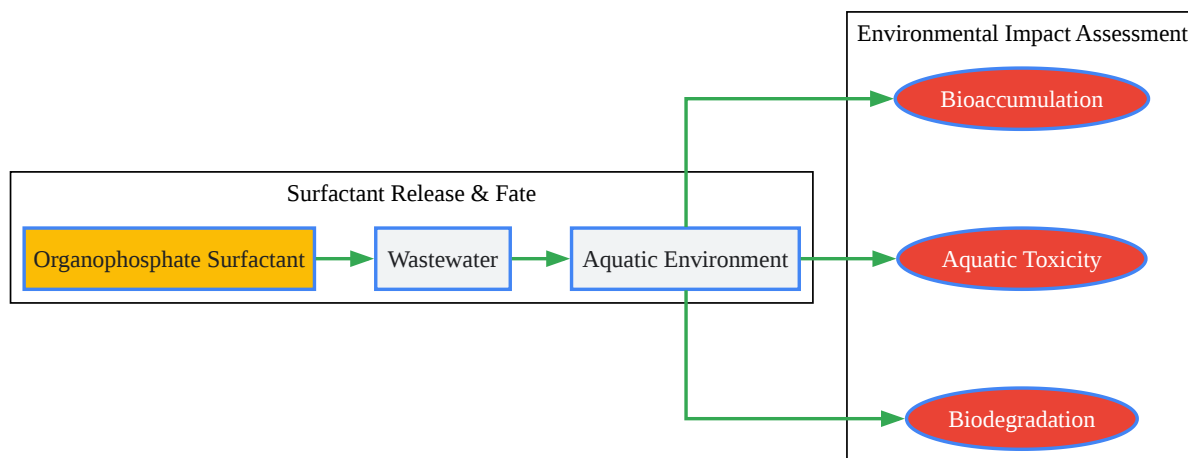 Environmental Impact Assessment
Bioaccumulation
Surfactant Release & Fate
Organophosphate Surfactant
Wastewater
Aquatic Environment
Aquatic Toxicity
Biodegradation